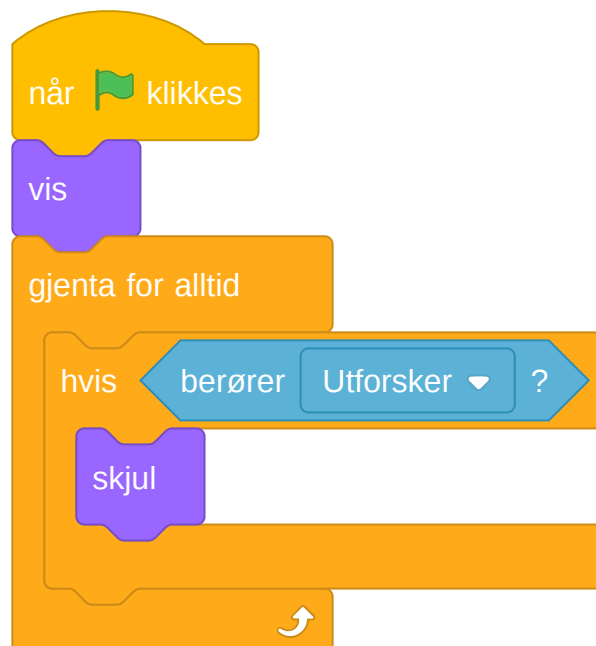 når klikkes
vis
gjenta for alltid
hvis berører Utforsker ?
skjul